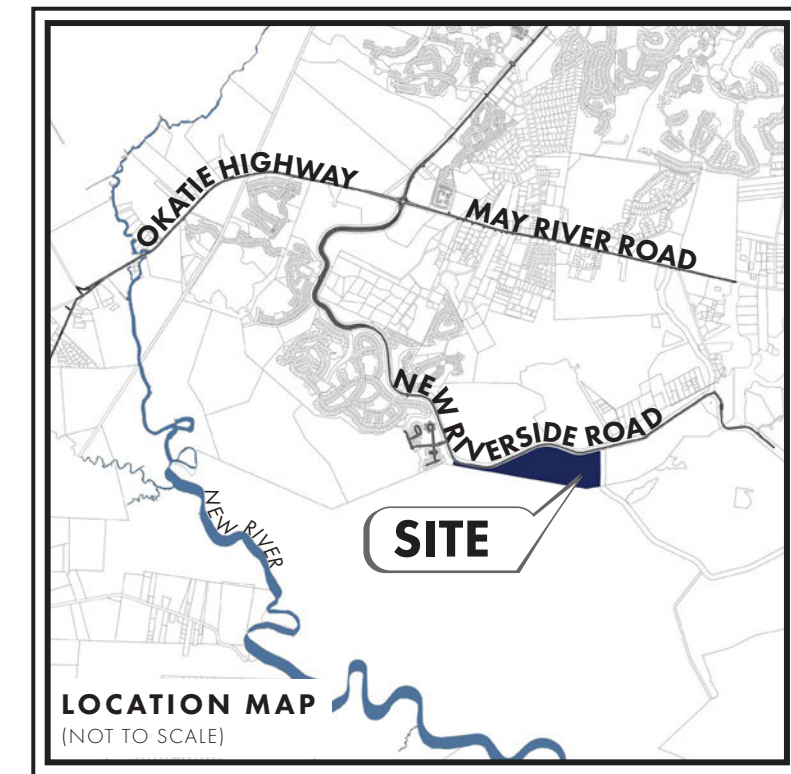 OKATIE HIGHWAY
MAY RIVER ROAD
NEW RIVERSIDE ROAD
SITE
NEW RIVER
LOCATION MAP
(NOT TO SCALE)